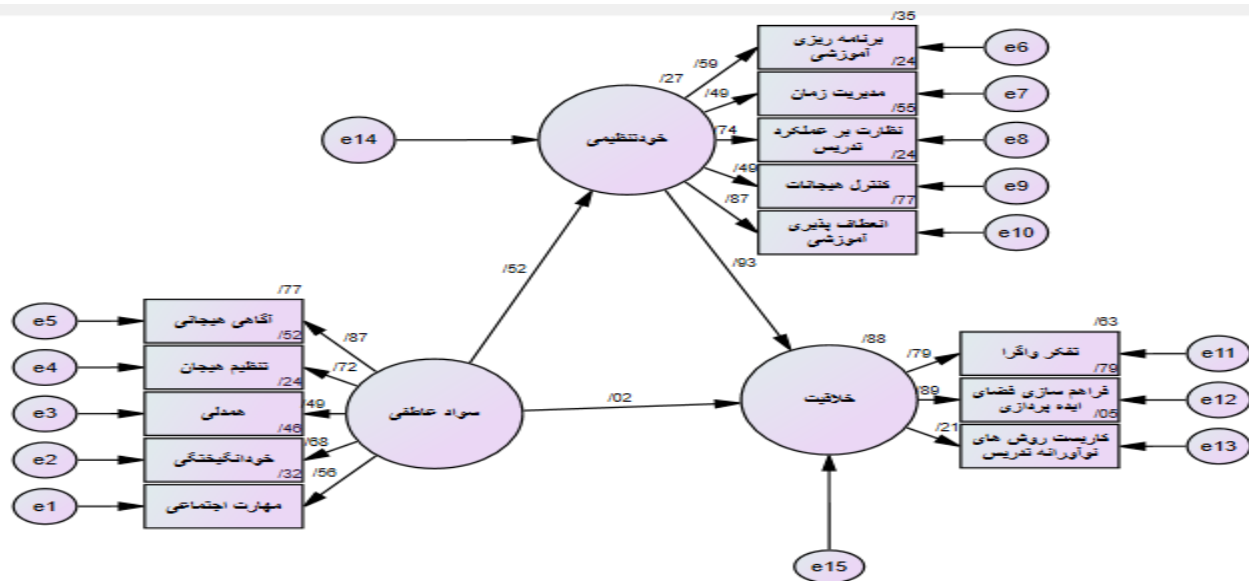 /35
برنامه ریزی
آموزشی
e6
/59
/24
/27
/49
مدیریت زمان
e7
/55
e14
خودتنظیمی
/74
نظارت بر عملکرد
تدریس
e8
/24
/49
کنترل هیجانات
e9
/87
/77
انعطاف پذیری
آموزشی
e10
/52
/93
/77
e5
آگاهی هیجانی
/52
/87
e4
تنظیم هیجان
/72
/24
e3
همدلی
/49
/46
سواد عاطفی
e2
خودانگیختگی
/68
/32
e1
مهارت اجتماعی
/56
/02
/88
خلاقیت
/63
/79
تفکر واگرا
e11
/79
/89
فراهم سازی فضای
ایده پردازی
e12
/05
/21
کاربست روش های
نوآورانه تدریس
e13
e15